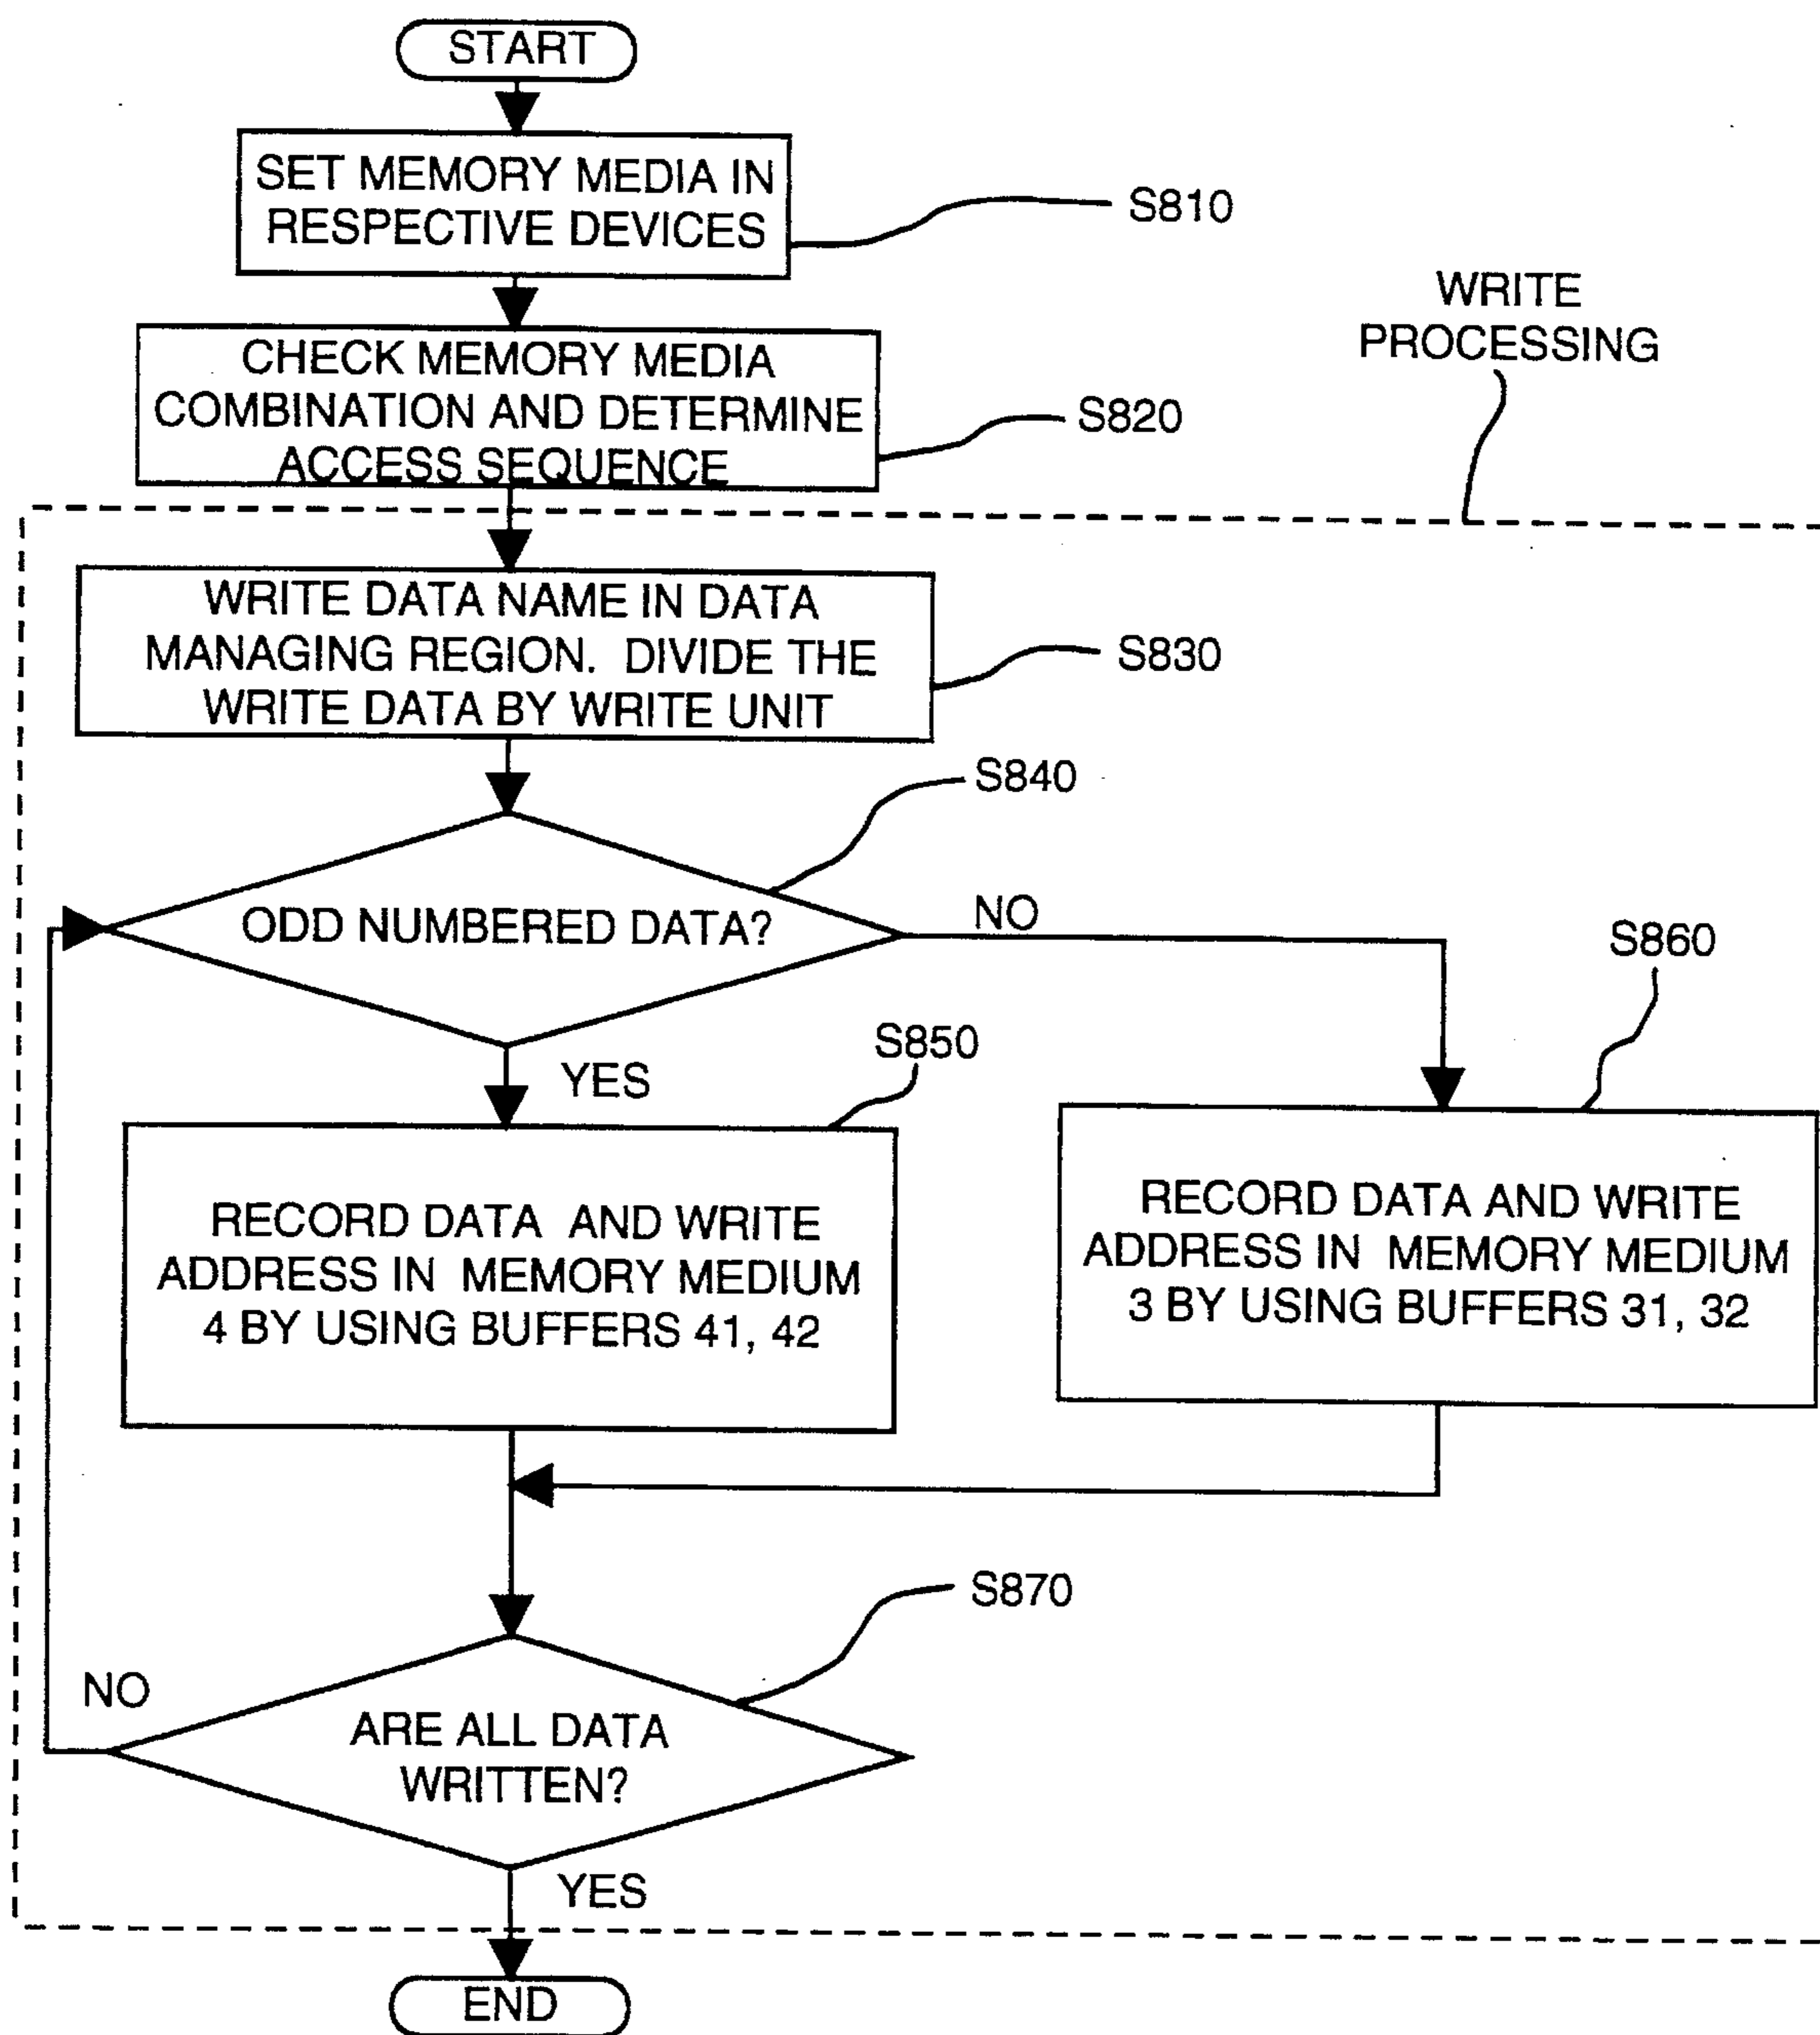 START
SET MEMORY MEDIA IN
RESPECTIVE DEVICES
S810
WRITE
PROCESSING
CHECK MEMORY MEDIA
COMBINATION AND DETERMINE
ACCESS SEQUENCE
S820
WRITE DATA NAME IN DATA
MANAGING REGION. DIVIDE THE
WRITE DATA BY WRITE UNIT
S830
S840
ODD NUMBERED DATA?
NO
S860
YES
S850
RECORD DATA AND WRITE
ADDRESS IN MEMORY MEDIUM
4 BY USING BUFFERS 41, 42
RECORD DATA AND WRITE
ADDRESS IN MEMORY MEDIUM
3 BY USING BUFFERS 31, 32
S870
NO
ARE ALL DATA
WRITTEN?
YES
END